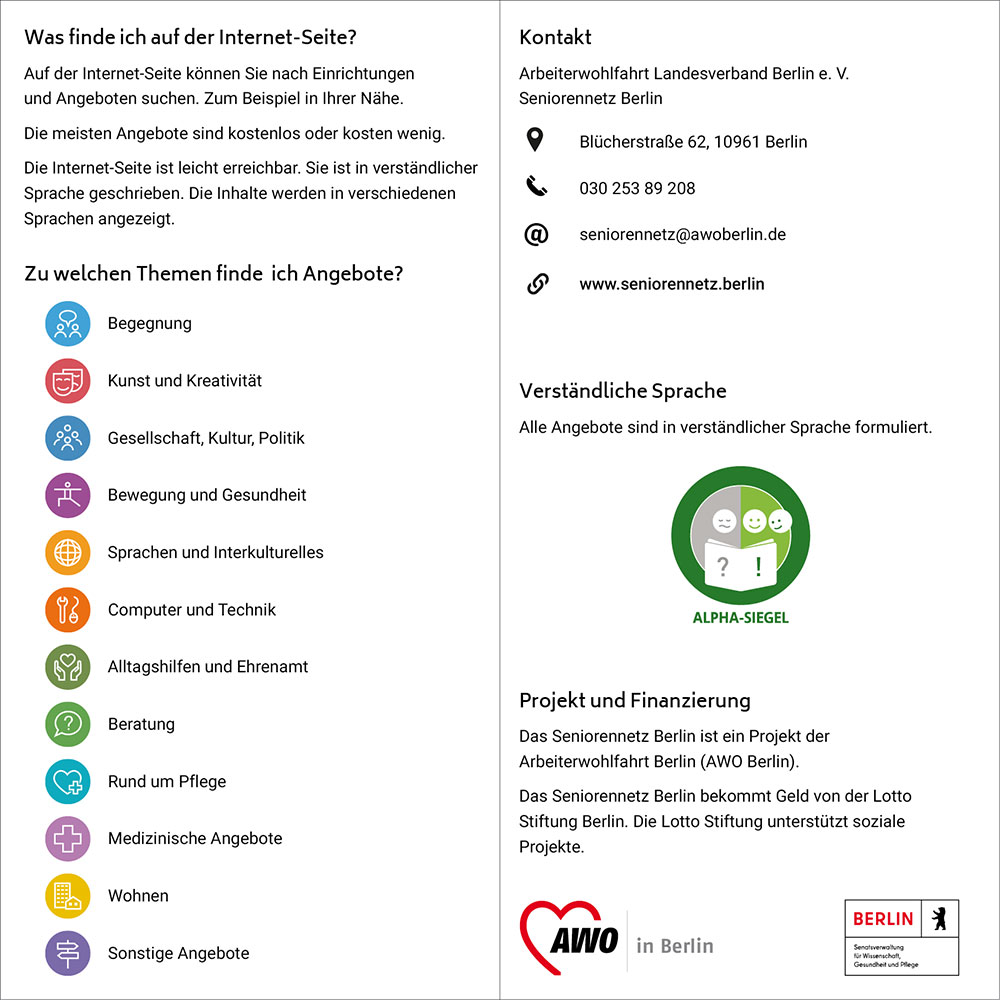 Was finde ich auf der Internet-Seite?
Auf der Internet-Seite können Sie nach Einrichtungen
und Angeboten suchen. Zum Beispiel in Ihrer Nähe.
Die meisten Angebote sind kostenlos oder kosten wenig.
Die Internet-Seite ist leicht erreichbar. Sie ist in verständlicher
Sprache geschrieben. Die Inhalte werden in verschiedenen
Sprachen angezeigt.
Zu welchen Themen finde ich Angebote?
Begegnung
Kunst und Kreativität
Gesellschaft, Kultur, Politik
Bewegung und Gesundheit
Sprachen und Interkulturelles
Computer und Technik
Alltagshilfen und Ehrenamt
?
Beratung
Rund um Pflege
Medizinische Angebote
Wohnen
Sonstige Angebote
Kontakt
Arbeiterwohlfahrt Landesverband Berlin e. V.
Seniorennetz Berlin
Blücherstraße 62, 10961 Berlin
030 253 89 208
@
seniorennetz@awoberlin.de
www.seniorennetz.berlin
Verständliche Sprache
Alle Angebote sind in verständlicher Sprache formuliert.
? !
ALPHA-SIEGEL
Projekt und Finanzierung
Das Seniorennetz Berlin ist ein Projekt der
Arbeiterwohlfahrt Berlin (AWO Berlin).
Das Seniorennetz Berlin bekommt Geld von der Lotto
Stiftung Berlin. Die Lotto Stiftung unterstützt soziale
Projekte.
AWO in Berlin
BERLIN
Senatsverwaltung
für Wissenschaft,
Gesundheit und Pflege